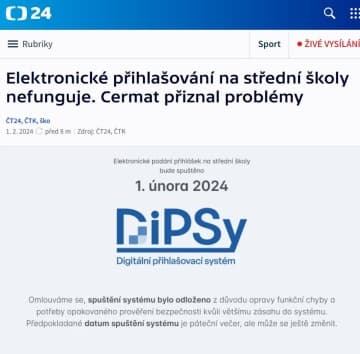 24
Rubriky
Sport
ŽIVÉ VYSÍLÁNÍ
Elektronické přihlašování na střední školy
nefunguje. Cermat přiznal problémy
ČT24, ČTK, ško
1. 2. 2024 před 8 m | Zdroj: ČT24, ČTK
Elektronické podání přihlášek na střední školy
bude spuštěno
1. února 2024
DiPSy
Digitální přihlašovací systém
Omlouváme se, spuštění systému bylo odloženo z důvodu opravy funkční chyby a
potřeby opakovaného prověření bezpečnosti kvůli většímu zásahu do systému.
Předpokládané datum spuštění systému je páteční večer, ale může se ještě změnit.